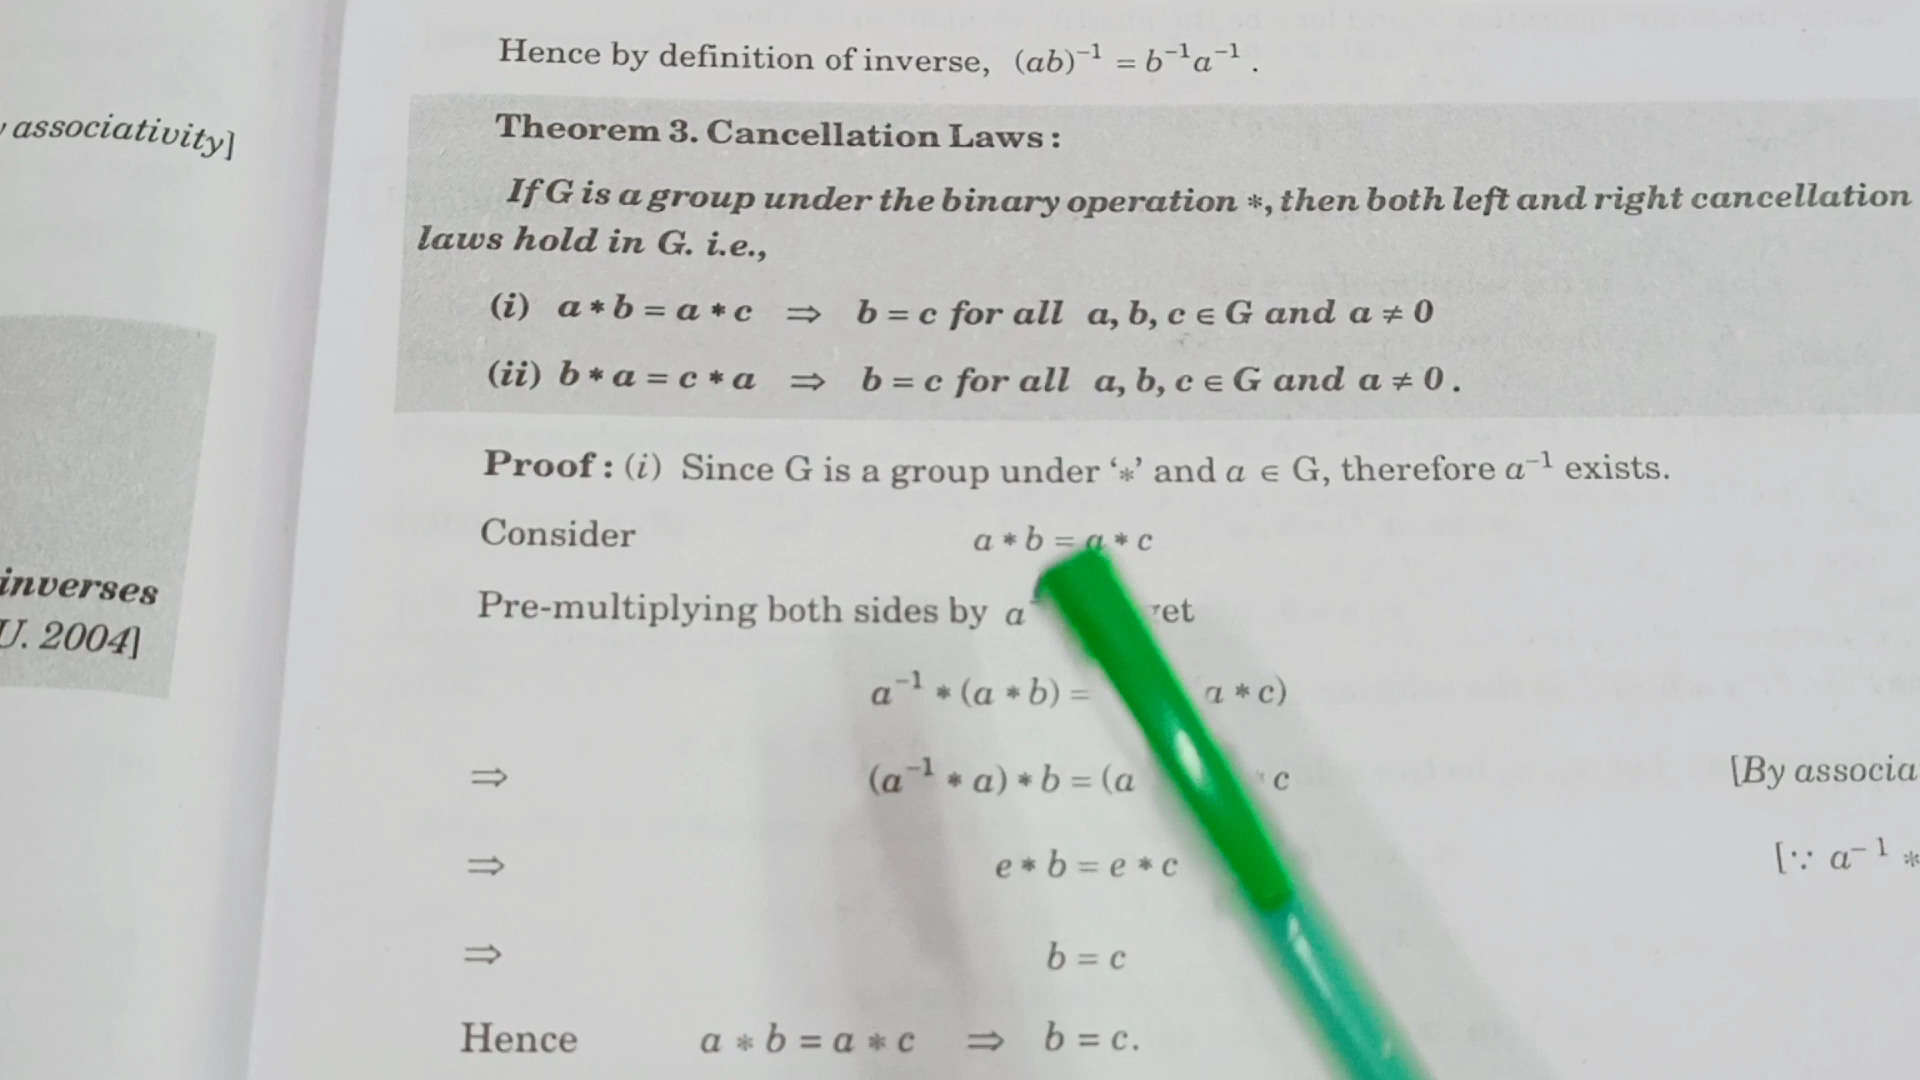 associativity]
inverses
U. 2004]
Hence by definition of inverse, (ab)⁻¹ = b⁻¹a⁻¹ .
Theorem 3. Cancellation Laws :
If G is a group under the binary operation *, then both left and right cancellation
laws hold in G. i.e.,
(i) a * b = a * c ⇒ b = c for all a, b, c ∈ G and a ≠ 0
(ii) b * a = c * a ⇒ b = c for all a, b, c ∈ G and a ≠ 0 .
Proof : (i) Since G is a group under ‘*’ and a ∈ G, therefore a⁻¹ exists.
Consider a * b = a * c
Pre-multiplying both sides by a
a⁻¹ * (a * b) = a * c)
⇒ (a⁻¹ * a) * b = (a c [By associa
⇒ e * b = e * c [∵ a⁻¹ *
⇒ b = c
Hence a * b = a * c ⇒ b = c.